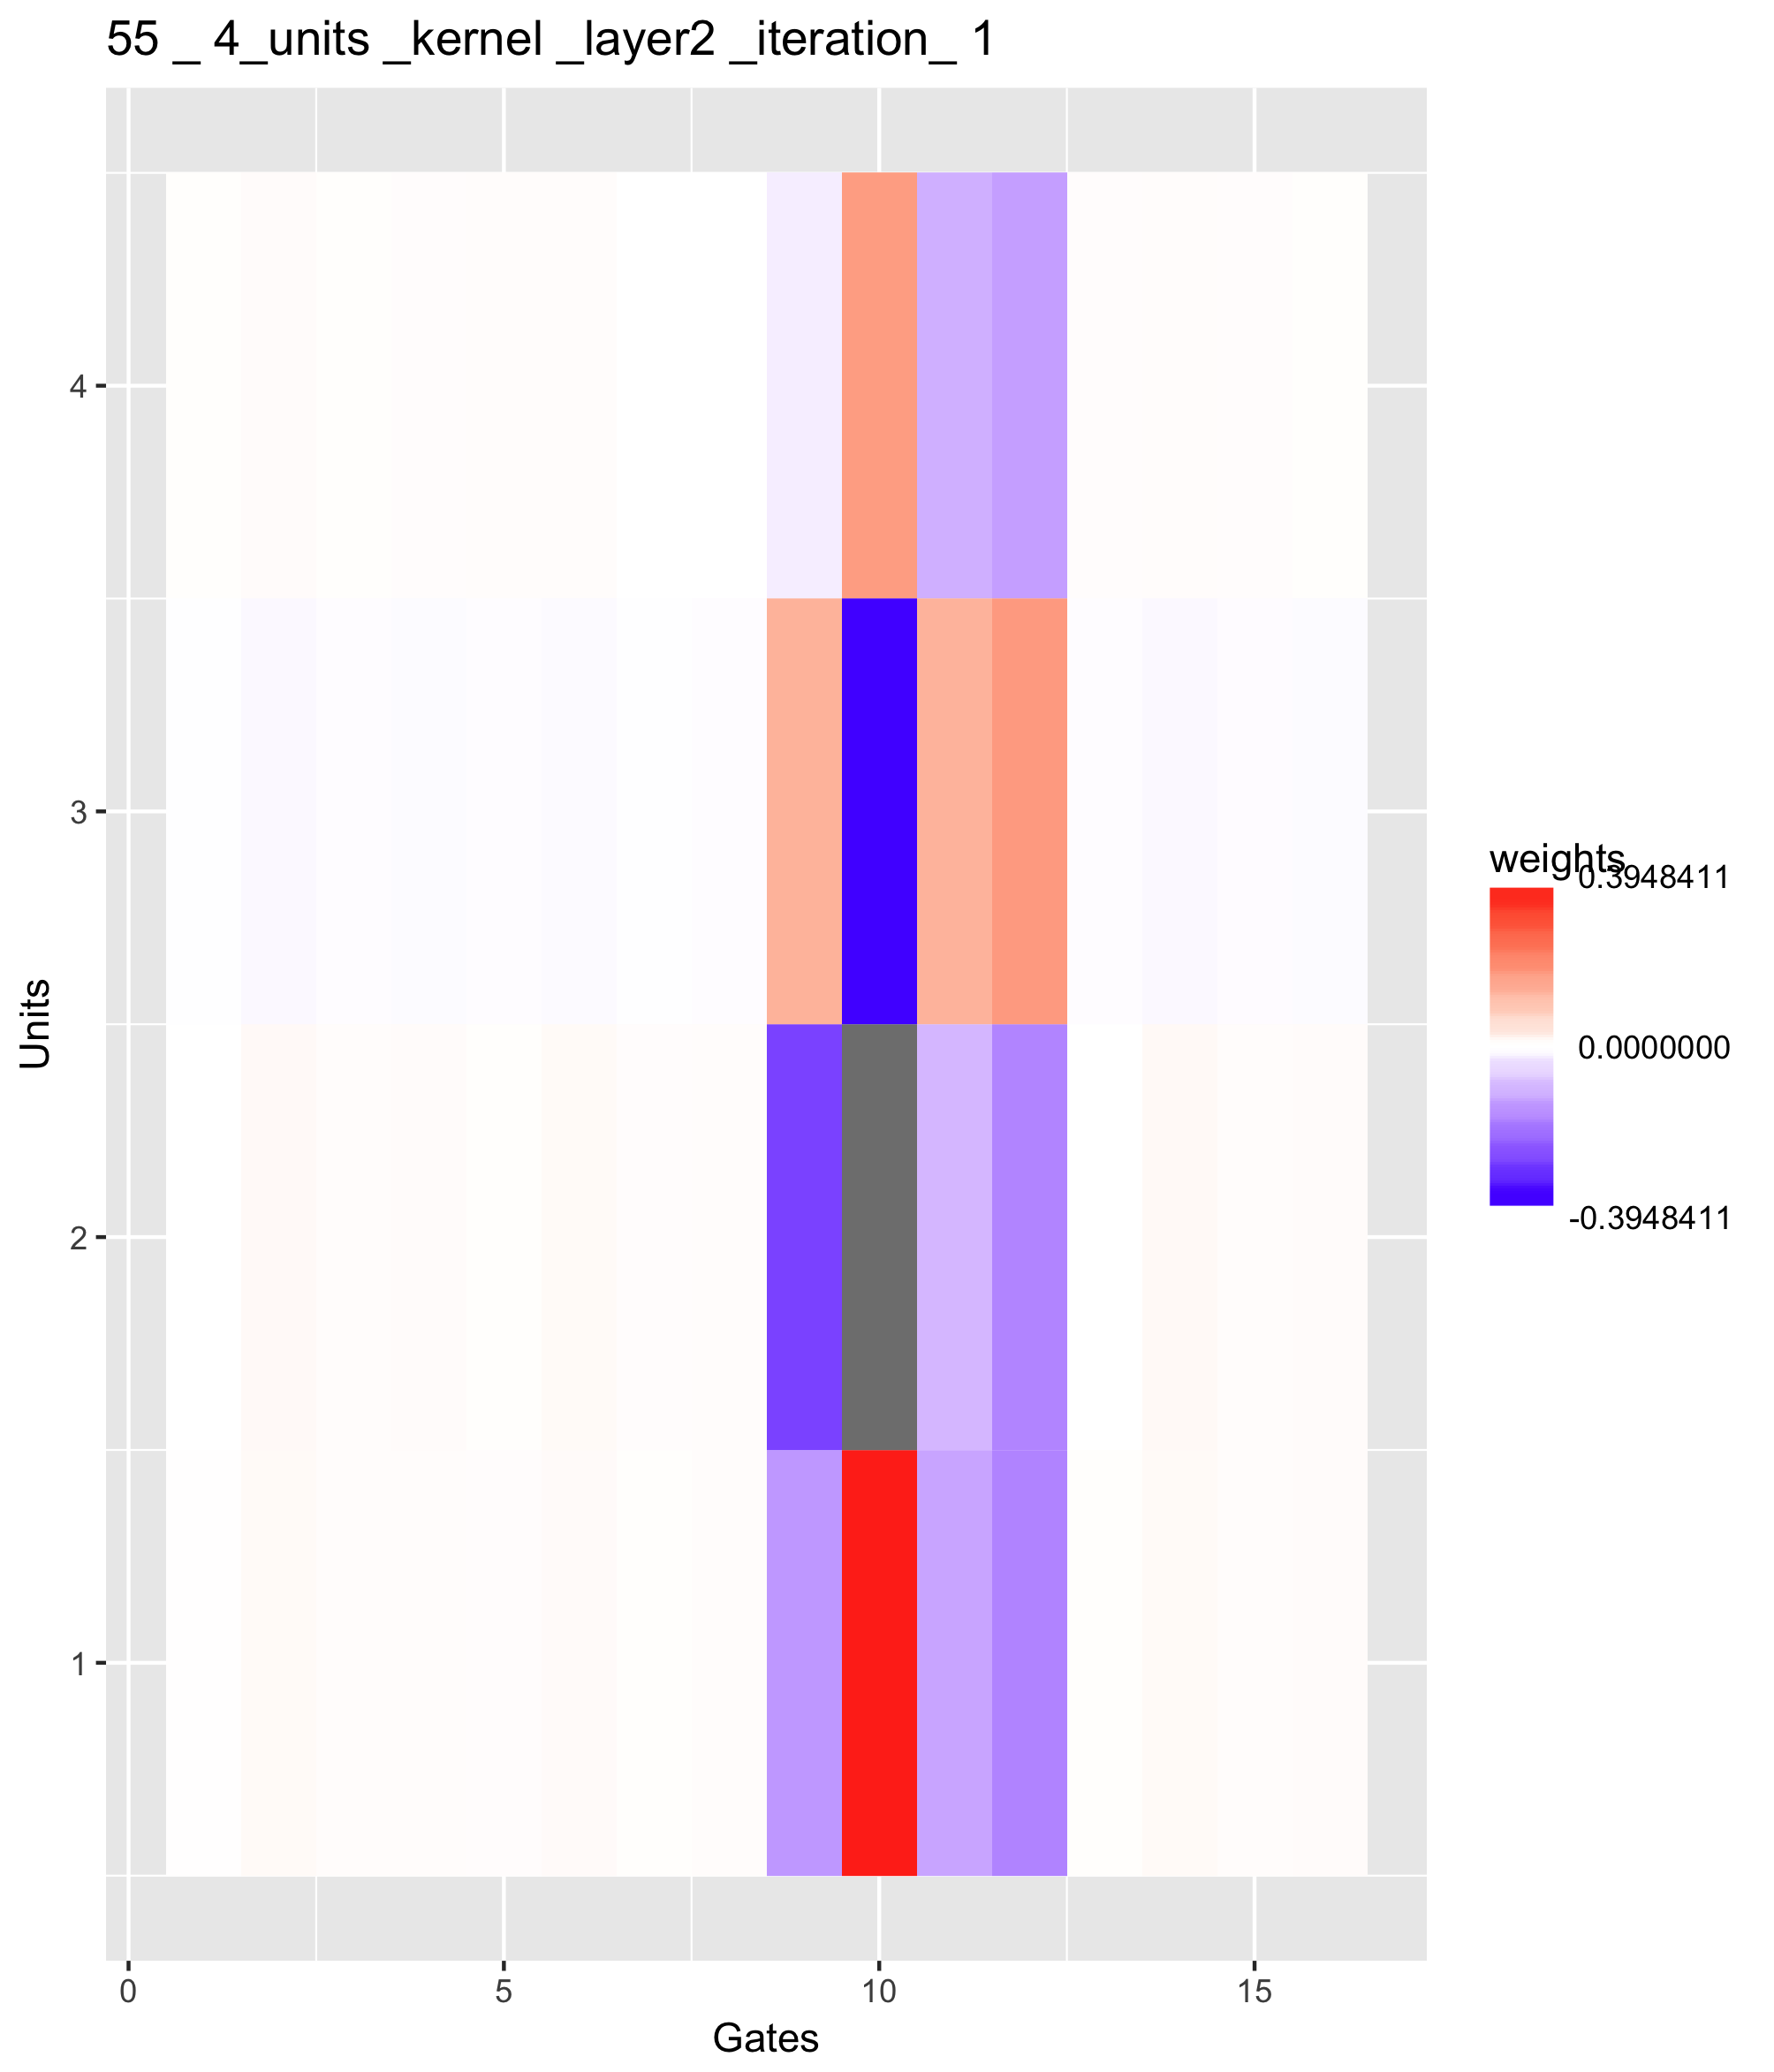 55 _ 4_units _kernel _layer2 _iteration_ 1
Units
4
3
2
1
0
5
10
15
Gates
weights
0.3948411
0.0000000
-0.3948411